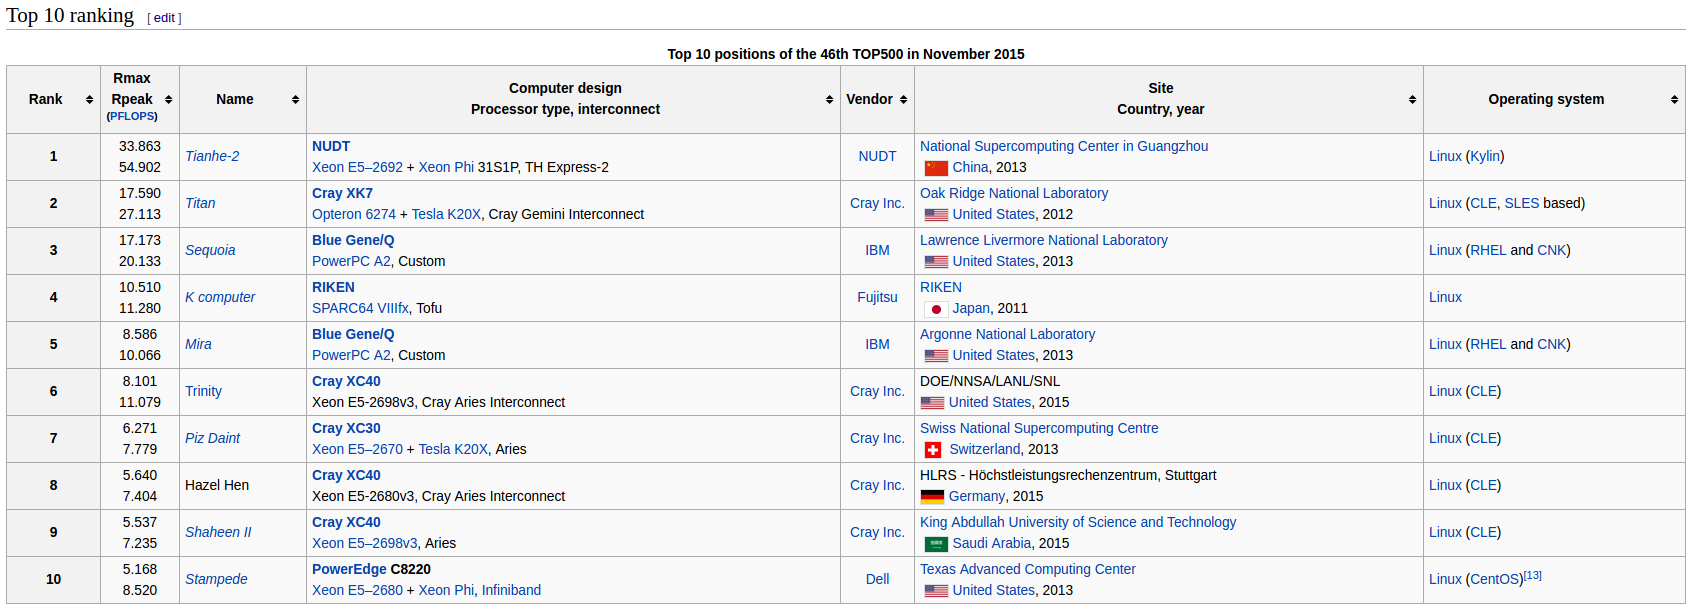 Top 10 ranking [ edit ]
Top 10 positions of the 46th TOP500 in November 2015
Rank Rmax Rpeak (PFLOPS) Name Computer design Processor type, interconnect Vendor Site Country, year Operating system
1 33.863 54.902 Tianhe-2 NUDT Xeon E5–2692 + Xeon Phi 31S1P, TH Express-2 NUDT National Supercomputing Center in Guangzhou China, 2013 Linux (Kylin)
2 17.590 27.113 Titan Cray XK7 Opteron 6274 + Tesla K20X, Cray Gemini Interconnect Cray Inc. Oak Ridge National Laboratory United States, 2012 Linux (CLE, SLES based)
3 17.173 20.133 Sequoia Blue Gene/Q PowerPC A2, Custom IBM Lawrence Livermore National Laboratory United States, 2013 Linux (RHEL and CNK)
4 10.510 11.280 K computer RIKEN SPARC64 VIIIfx, Tofu Fujitsu RIKEN Japan, 2011 Linux
5 8.586 10.066 Mira Blue Gene/Q PowerPC A2, Custom IBM Argonne National Laboratory United States, 2013 Linux (RHEL and CNK)
6 8.101 11.079 Trinity Cray XC40 Xeon E5-2698v3, Cray Aries Interconnect Cray Inc. DOE/NNSA/LANL/SNL United States, 2015 Linux (CLE)
7 6.271 7.779 Piz Daint Cray XC30 Xeon E5–2670 + Tesla K20X, Aries Cray Inc. Swiss National Supercomputing Centre Switzerland, 2013 Linux (CLE)
8 5.640 7.404 Hazel Hen Cray XC40 Xeon E5-2680v3, Cray Aries Interconnect Cray Inc. HLRS - Höchstleistungsrechenzentrum, Stuttgart Germany, 2015 Linux (CLE)
9 5.537 7.235 Shaheen II Cray XC40 Xeon E5–2698v3, Aries Cray Inc. King Abdullah University of Science and Technology Saudi Arabia, 2015 Linux (CLE)
10 5.168 8.520 Stampede PowerEdge C8220 Xeon E5–2680 + Xeon Phi, Infiniband Dell Texas Advanced Computing Center United States, 2013 Linux (CentOS)[13]